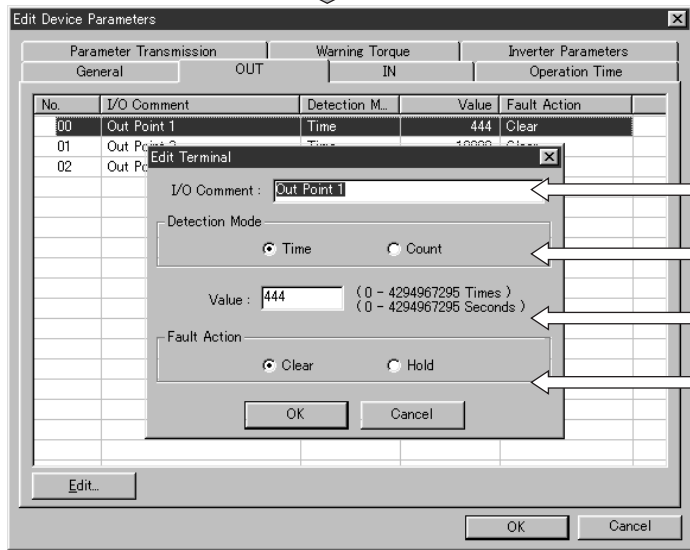 Edit Device Parameters
Parameter Transmission Warning Torque Inverter Parameters
General OUT IN Operation Time
No. I/O Comment Detection M... Value Fault Action
00 Out Point 1 Time 444 Clear
01 Out
02 Out
Edit Terminal
I/O Comment : Out Point 1
Detection Mode
Time Count
Value : 444 ( 0 - 4294967295 Times )
( 0 - 4294967295 Seconds )
Fault Action
Clear Hold
OK Cancel
Edit...
OK Cancel